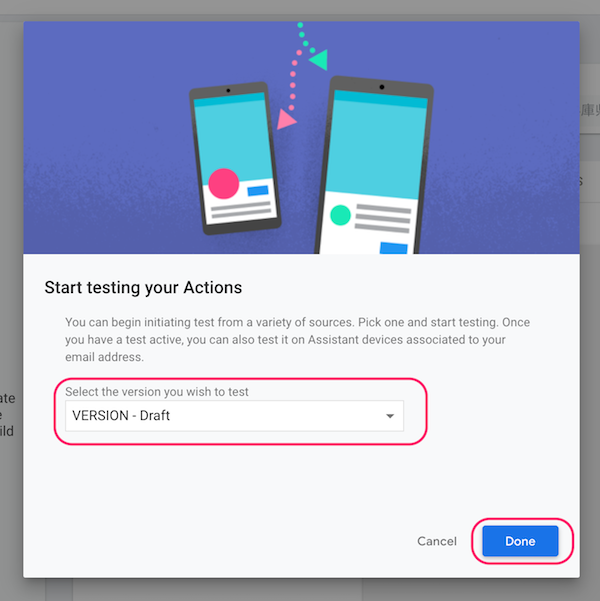 Start testing your Actions
You can begin initiating test from a variety of sources. Pick one and start testing. Once
you have a test active, you can also test it on Assistant devices associated to your
email address.
Select the version you wish to test
VERSION - Draft
Cancel
Done